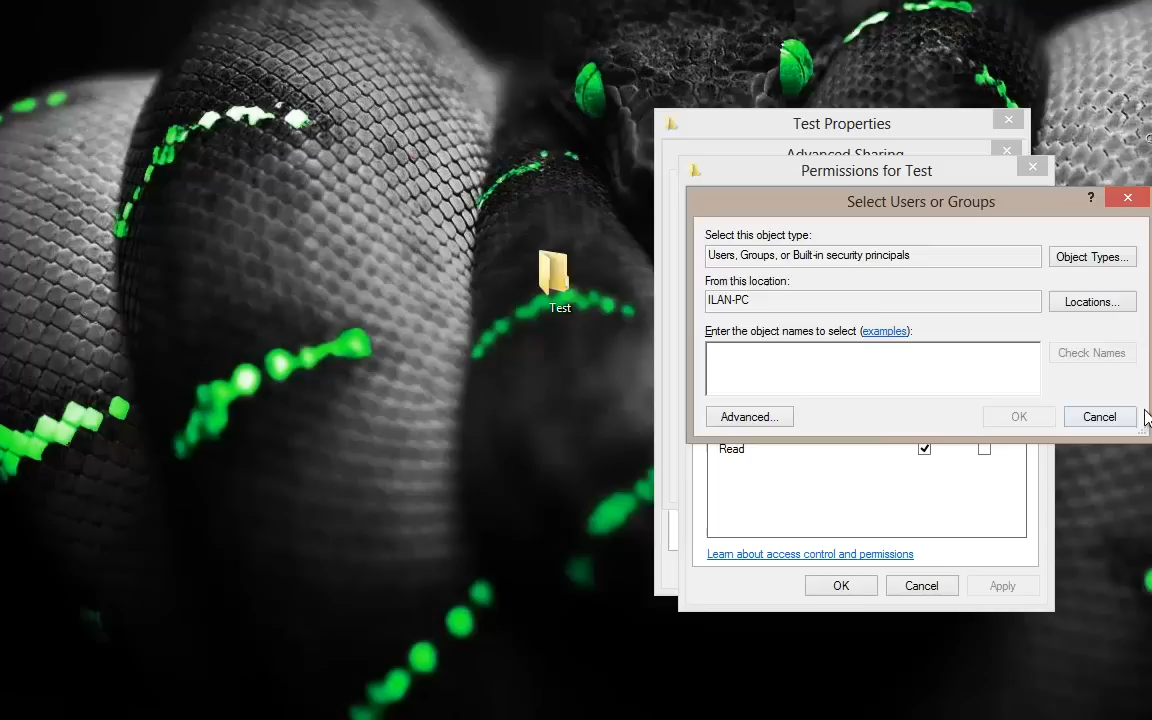 Test Properties
Advanced Sharing
Permissions for Test
Select Users or Groups
?
Select this object type:
Users, Groups, or Built-in security principals
Object Types...
From this location:
ILAN-PC
Locations...
Enter the object names to select (examples):
Check Names
Advanced...
OK
Cancel
Read
Learn about access control and permissions
OK
Cancel
Apply
Test